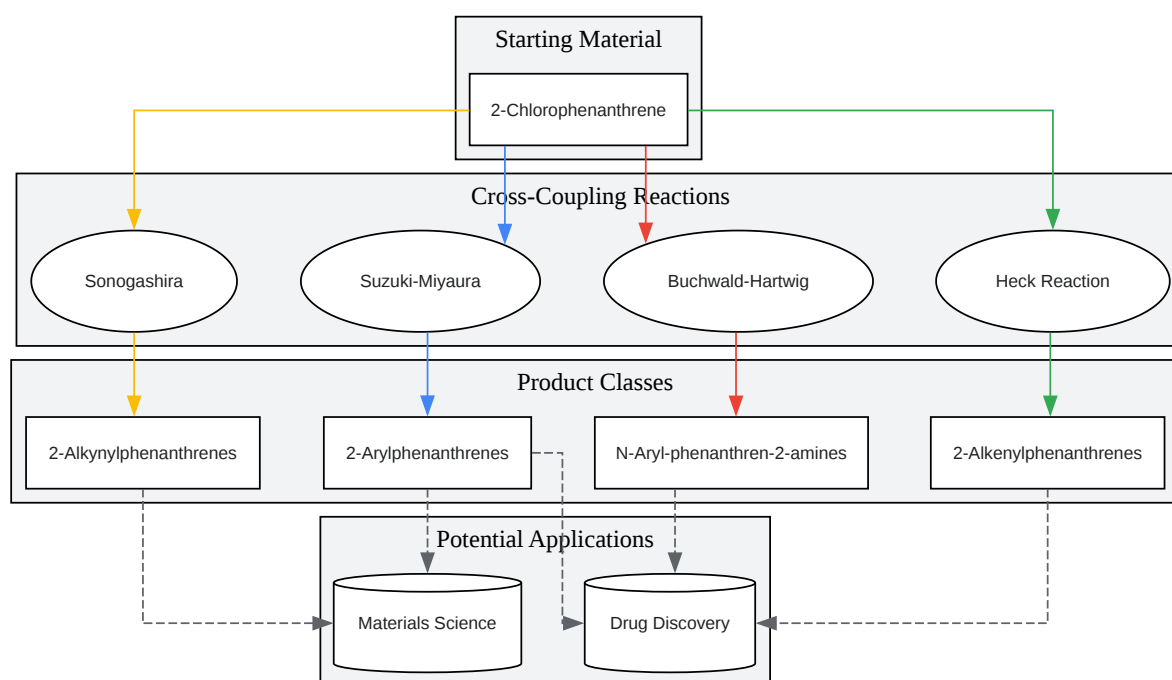 Starting Material
2-Chlorophenanthrene
Cross-Coupling Reactions
Sonogashira
Suzuki-Miyaura
Buchwald-Hartwig
Heck Reaction
Product Classes
2-Alkynylphenanthrenes
2-Arylphenanthrenes
N-Aryl-phenanthren-2-amines
2-Alkenylphenanthrenes
Potential Applications
Materials Science
Drug Discovery